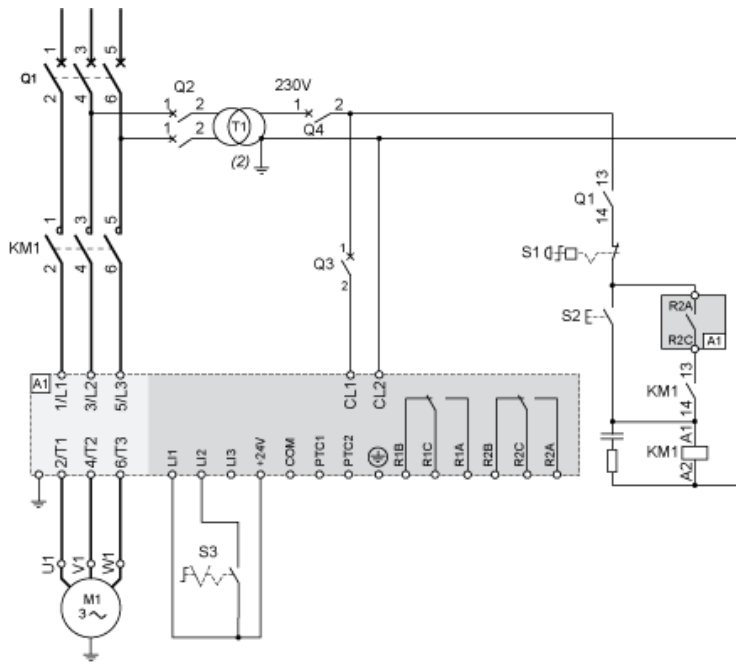 1 3 5
Q1
2 4 6
Q2
1 2
1 2
T1
(2)
230V
1 2
Q4
1 3 5
KM1
2 4 6
Q3
1
2
Q1
13
14
S1
S2
R2A
R2C
A1
KM1
13
14
KM1
A1
A2
A1
1/L1 3/L2 5/L3
CL1 CL2
2/T1 4/T2 6/T3
LI1 LI2 LI3 +24V COM PTC1 PTC2 R1B R1C R1A R2B R2C R2A
S3
U1 V1 W1
M1
3